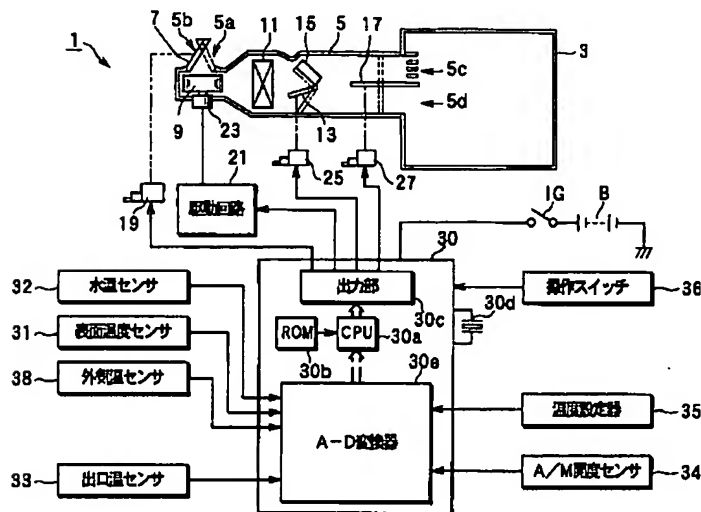 1
5b 5a
7
11
5
15
17
3
5c
5d
9
23
13
25
27
21
19
駆動回路
IG
B
30
32
水温センサ
出力部
操作スイッチ
36
30c
30d
ROM
CPU
30a
31
表面温度センサ
30b
30e
38
外気温センサ
A-D変換器
温度設定器
35
33
出口温センサ
A/M開度センサ
34